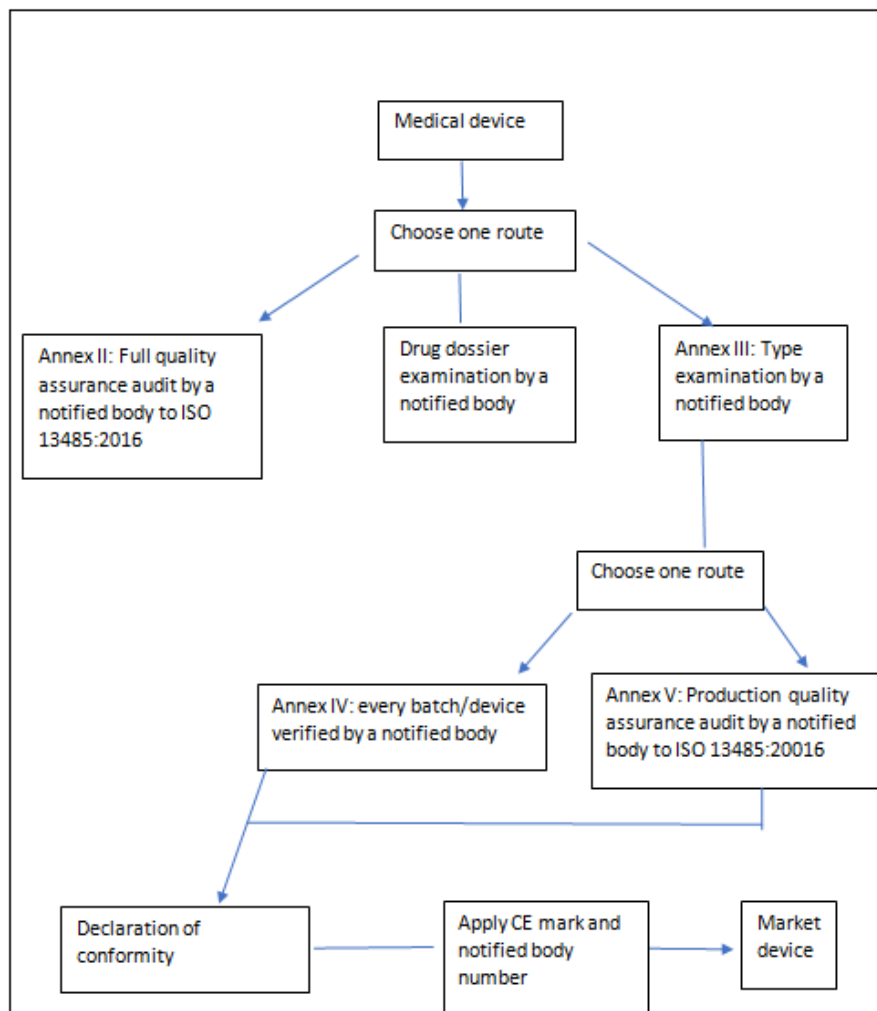 Medical device
Choose one route
Annex II: Full quality
assurance audit by a
notified body to ISO
13485:2016
Drug dossier
examination by a
notified body
Annex III: Type
examination by a
notified body
Choose one route
Annex IV: every batch/device
verified by a notified body
Annex V: Production quality
assurance audit by a notified
body to ISO 13485:20016
Declaration of
conformity
Apply CE mark and
notified body
number
Market
device